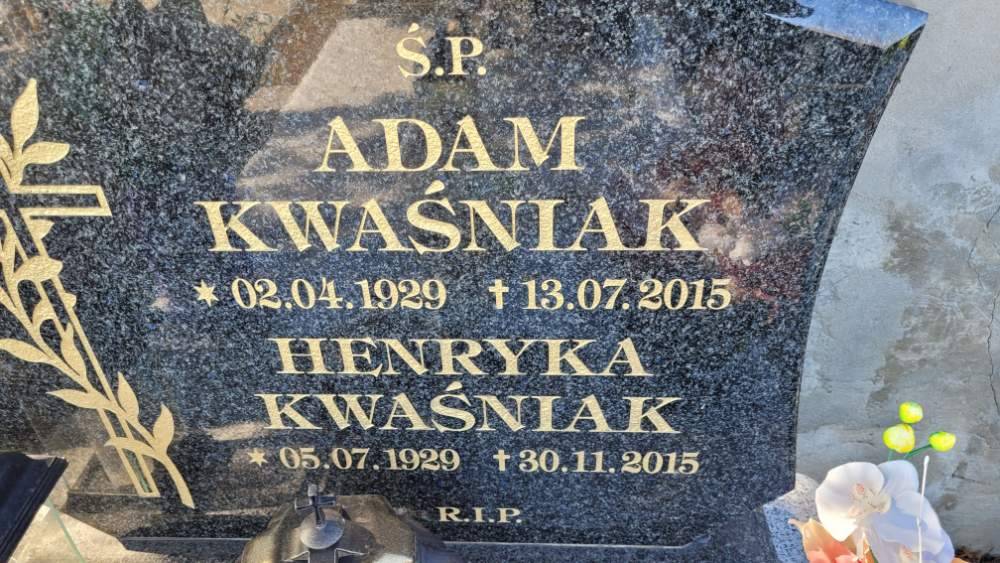 Ś.P.
ADAM
KWAŚNIAK
* 02.04.1929 † 13.07.2015
HENRYKA
KWAŚNIAK
* 05.07.1929 † 30.11.2015
R.I.P.